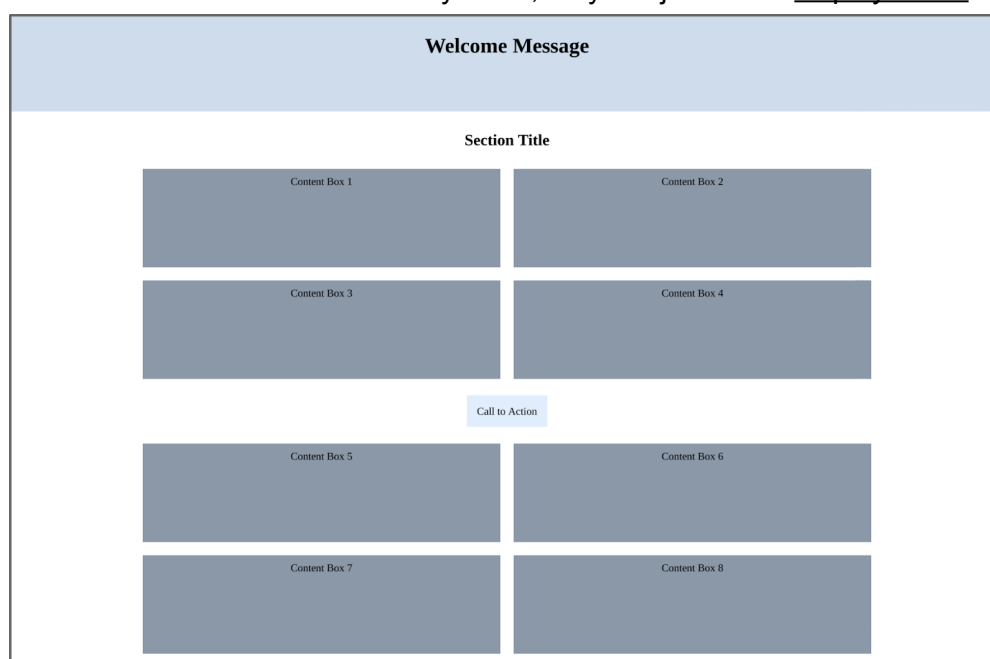 Welcome Message
Section Title
Content Box 1
Content Box 2
Content Box 3
Content Box 4
Call to Action
Content Box 5
Content Box 6
Content Box 7
Content Box 8